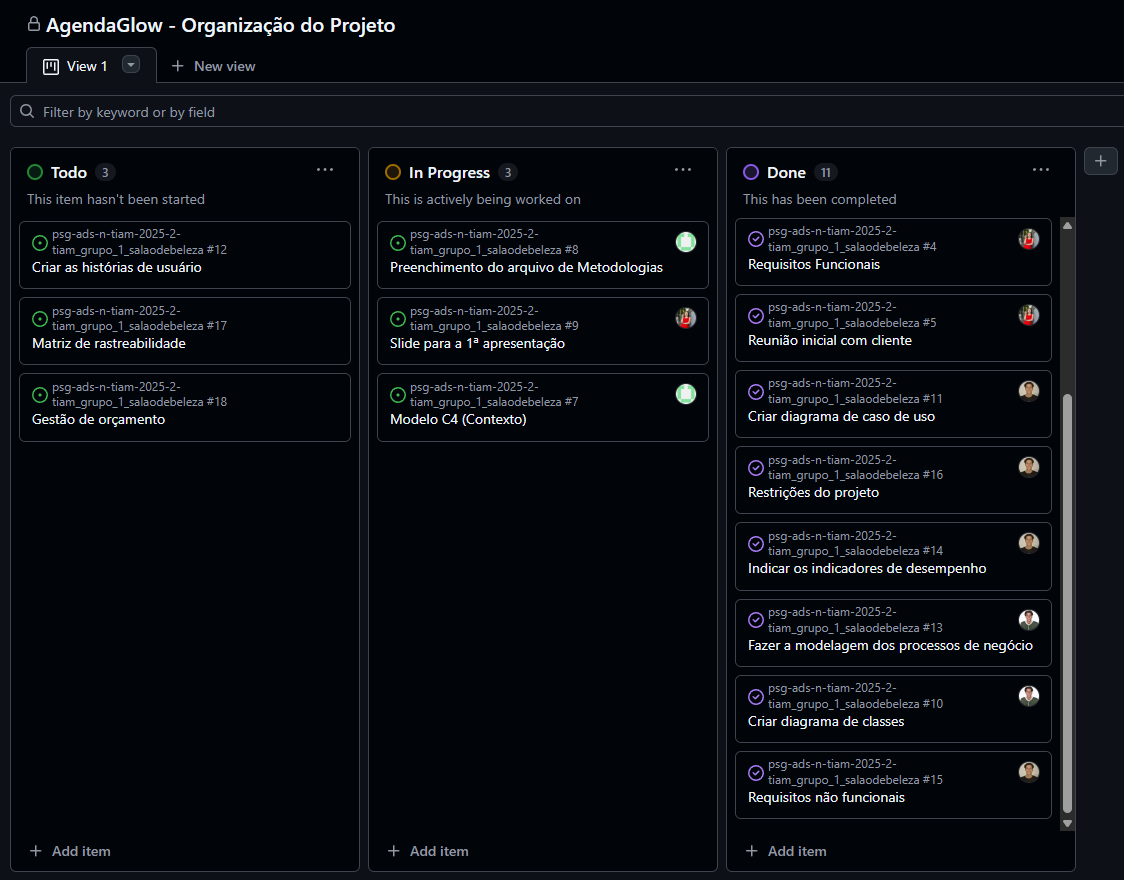 AgendaGlow - Organização do Projeto
View 1
New view
Filter by keyword or by field
Todo 3
This item hasn't been started
psg-ads-n-tiam-2025-2-
tiam_grupo_1_salaodebeleza #12
Criar as histórias de usuário
psg-ads-n-tiam-2025-2-
tiam_grupo_1_salaodebeleza #17
Matriz de rastreabilidade
psg-ads-n-tiam-2025-2-
tiam_grupo_1_salaodebeleza #18
Gestão de orçamento
Add item
In Progress 3
This is actively being worked on
psg-ads-n-tiam-2025-2-
tiam_grupo_1_salaodebeleza #8
Preenchimento do arquivo de Metodologias
psg-ads-n-tiam-2025-2-
tiam_grupo_1_salaodebeleza #9
Slide para a 1ª apresentação
psg-ads-n-tiam-2025-2-
tiam_grupo_1_salaodebeleza #7
Modelo C4 (Contexto)
Add item
Done 11
This has been completed
psg-ads-n-tiam-2025-2-
tiam_grupo_1_salaodebeleza #4
Requisitos Funcionais
psg-ads-n-tiam-2025-2-
tiam_grupo_1_salaodebeleza #5
Reunião inicial com cliente
psg-ads-n-tiam-2025-2-
tiam_grupo_1_salaodebeleza #11
Criar diagrama de caso de uso
psg-ads-n-tiam-2025-2-
tiam_grupo_1_salaodebeleza #16
Restrições do projeto
psg-ads-n-tiam-2025-2-
tiam_grupo_1_salaodebeleza #14
Indicar os indicadores de desempenho
psg-ads-n-tiam-2025-2-
tiam_grupo_1_salaodebeleza #13
Fazer a modelagem dos processos de negócio
psg-ads-n-tiam-2025-2-
tiam_grupo_1_salaodebeleza #10
Criar diagrama de classes
psg-ads-n-tiam-2025-2-
tiam_grupo_1_salaodebeleza #15
Requisitos não funcionais
Add item